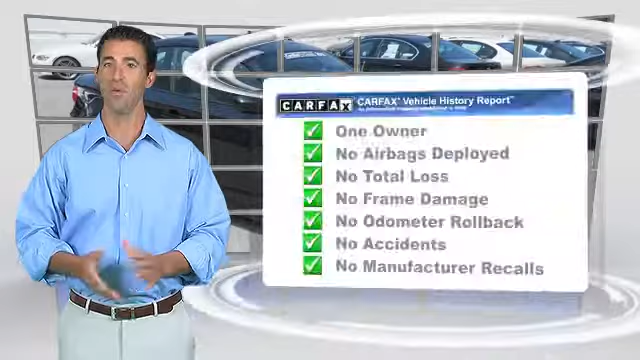 CARFAX CARFAX Vehicle History Report™
One Owner
No Airbags Deployed
No Total Loss
No Frame Damage
No Odometer Rollback
No Accidents
No Manufacturer Recalls